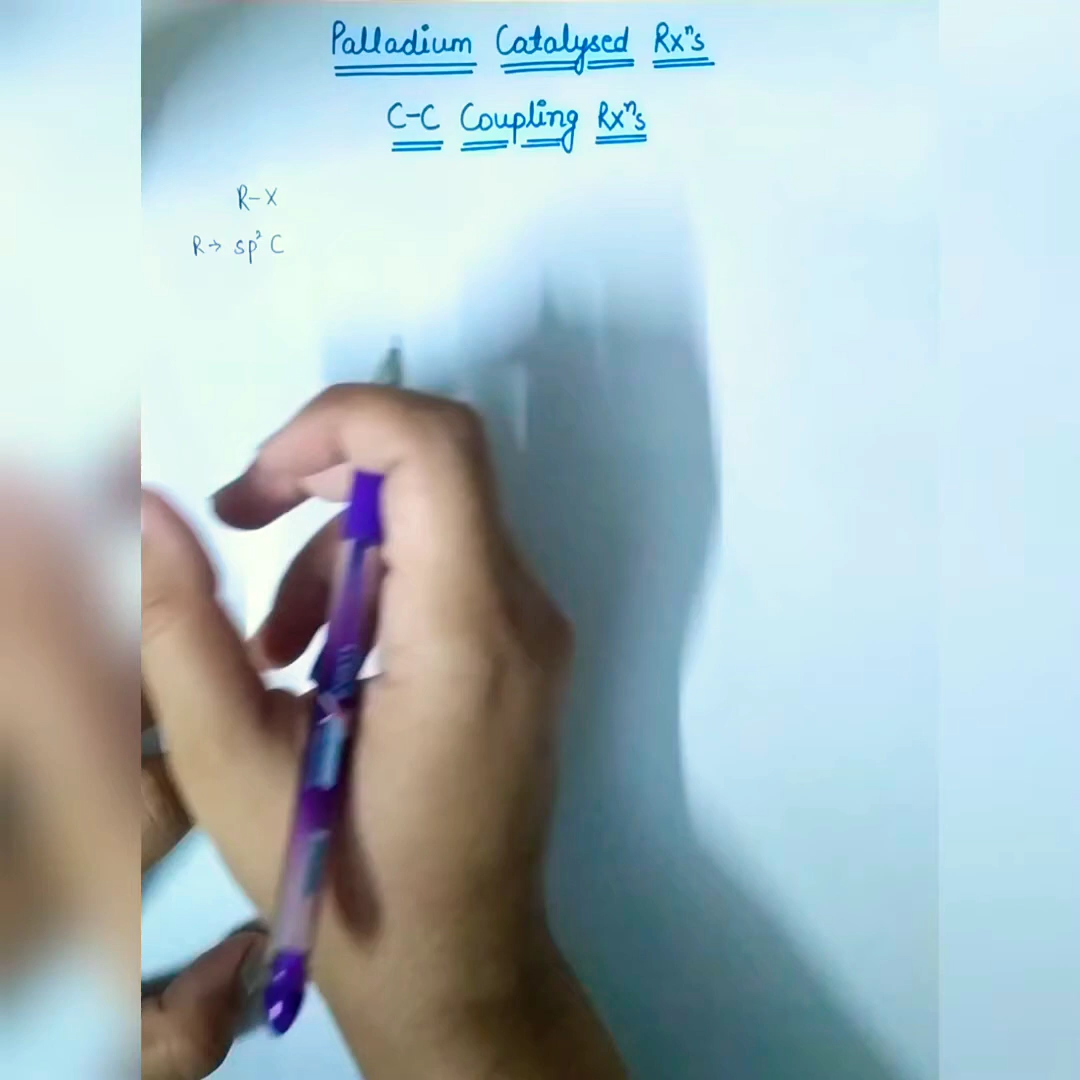 Palladium Catalysed Rxⁿs
C-C Coupling Rxⁿs
R-X
R→ sp² C